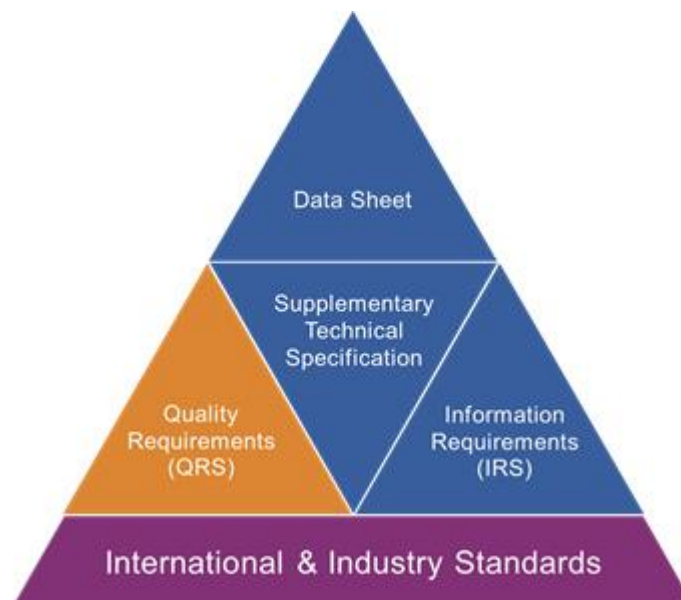 Data Sheet
Supplementary
Technical
Specification
Quality
Requirements
(QRS)
Information
Requirements
(IRS)
International & Industry Standards